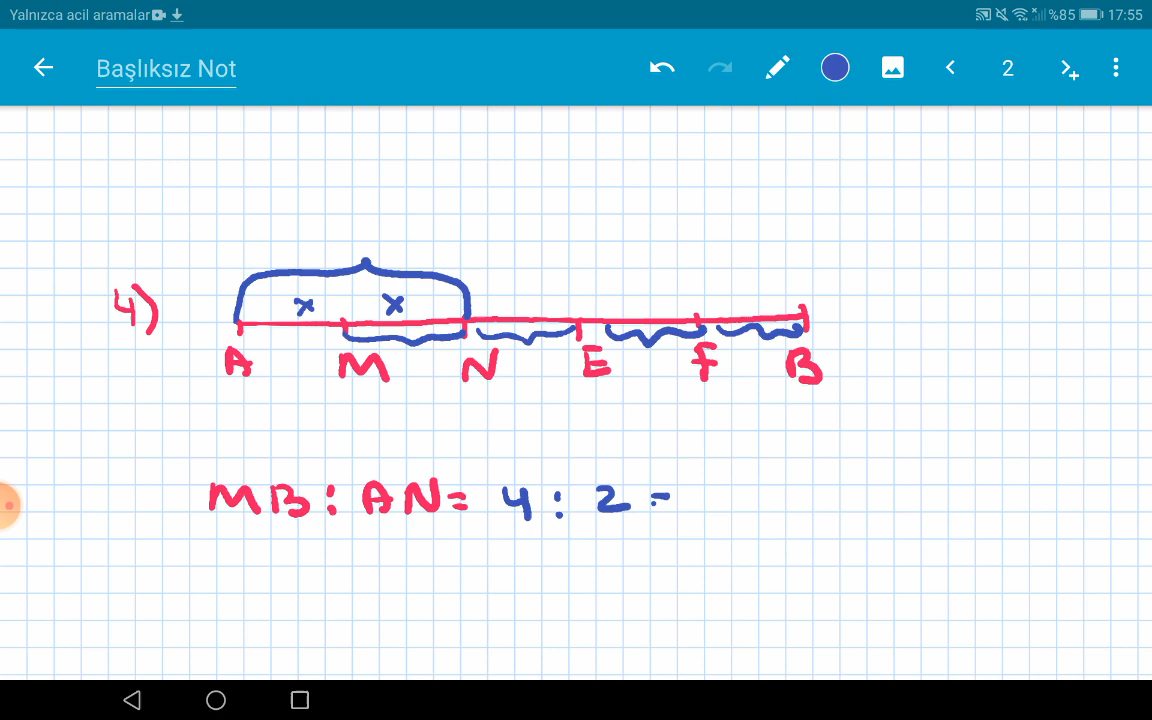 Yalnızca acil aramalar %85 17:55
Başlıksız Not 2
4) x x
A M N E F B
MB : AN = 4 : 2 =